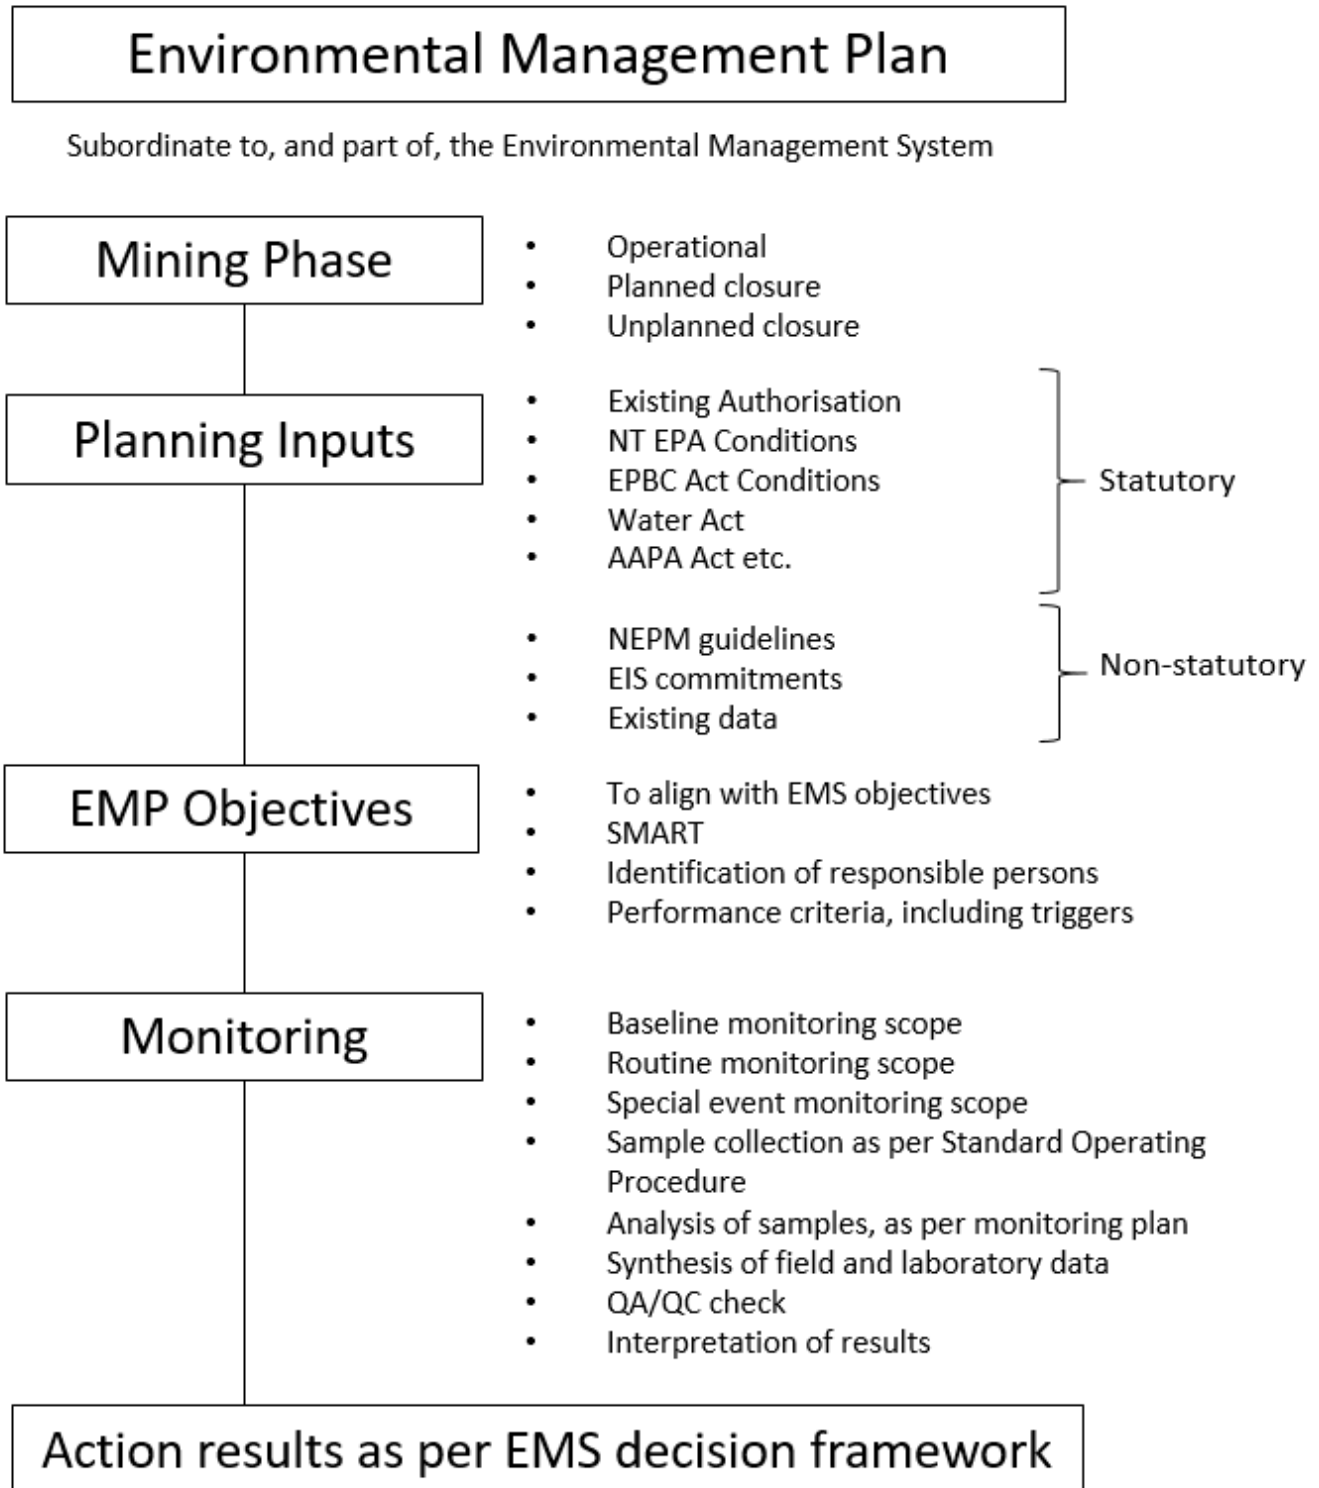 Environmental Management Plan
Subordinate to, and part of, the Environmental Management System
Mining Phase
• Operational
• Planned closure
• Unplanned closure
Planning Inputs
• Existing Authorisation
• NT EPA Conditions
• EPBC Act Conditions
• Water Act
• AAPA Act etc.
Statutory
• NEPM guidelines
• EIS commitments
• Existing data
Non-statutory
EMP Objectives
• To align with EMS objectives
• SMART
• Identification of responsible persons
• Performance criteria, including triggers
Monitoring
• Baseline monitoring scope
• Routine monitoring scope
• Special event monitoring scope
• Sample collection as per Standard Operating
Procedure
• Analysis of samples, as per monitoring plan
• Synthesis of field and laboratory data
• QA/QC check
• Interpretation of results
Action results as per EMS decision framework